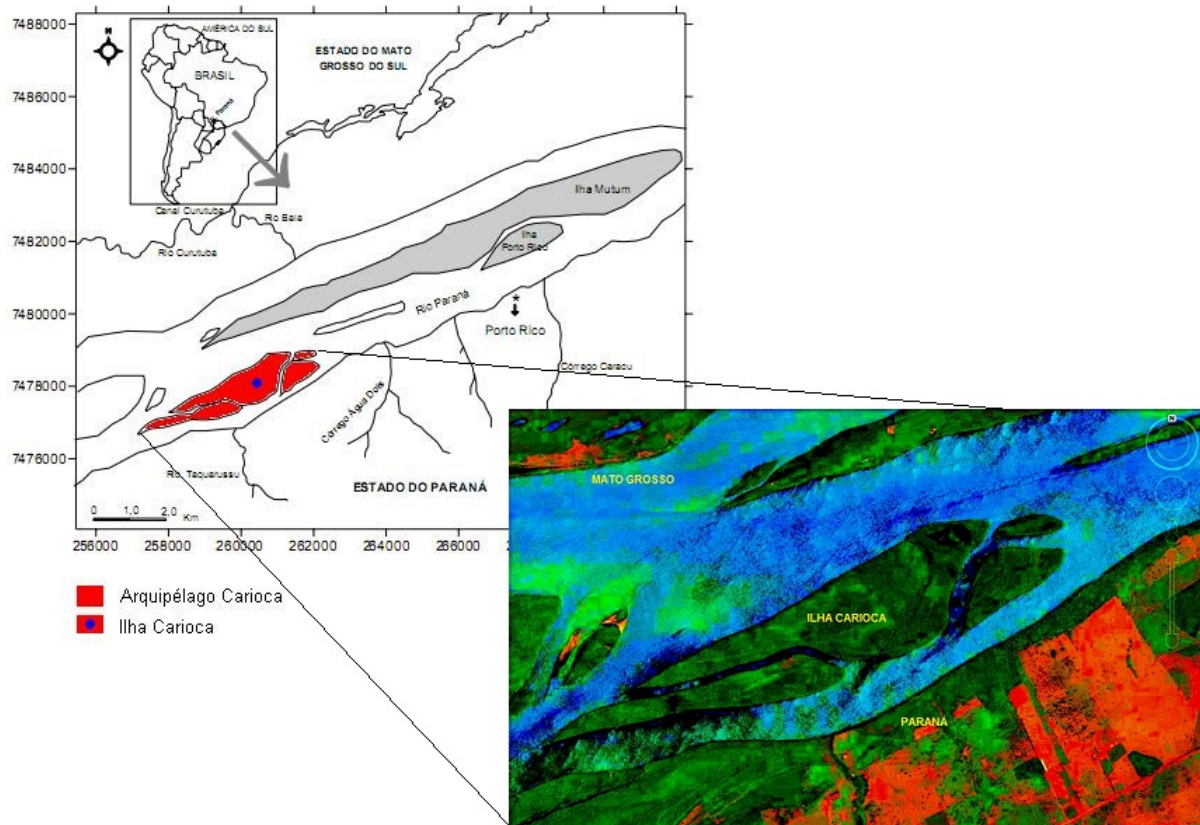 7488000
7486000
7484000
7482000
7480000
7478000
7476000
AMÉRICA DO SUL
BRASIL
Paraná
ESTADO DO MATO
GROSSO DO SUL
Canal Curutuba
Rio Baia
Rio Curutuba
Ilha Mutum
Ilha
Porto Rico
Rio Paraná
*
Porto Rico
Córrego Caracu
Córrego Água Dois
Rib. Taquarussu
ESTADO DO PARANÁ
0 1,0 2,0
Km
256000 258000 260000 262000 264000 266000
Arquipélago Carioca
Ilha Carioca
N
MATO GROSSO
ILHA CARIOCA
PARANÁ